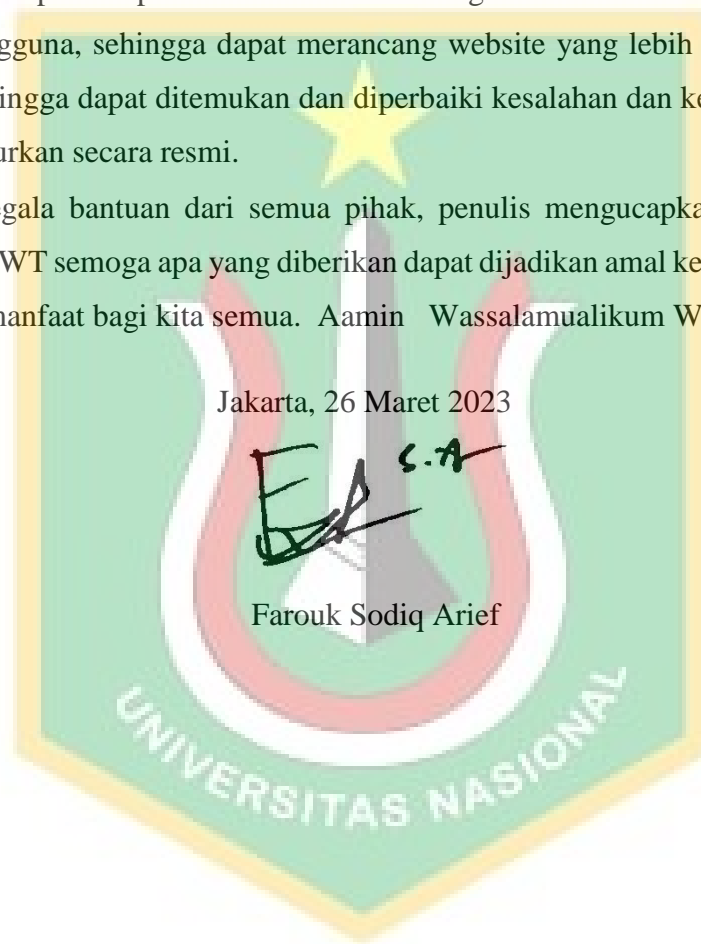 gguna, sehingga dapat merancang website yang lebih
ingga dapat ditemukan dan diperbaiki kesalahan dan ke
urkan secara resmi.
egala bantuan dari semua pihak, penulis mengucapka
WT semoga apa yang diberikan dapat dijadikan amal ke
manfaat bagi kita semua. Aamin Wassalamualikum W
Jakarta, 26 Maret 2023
S.A
Farouk Sodiq Arief
UNIVERSITAS NASIONAL